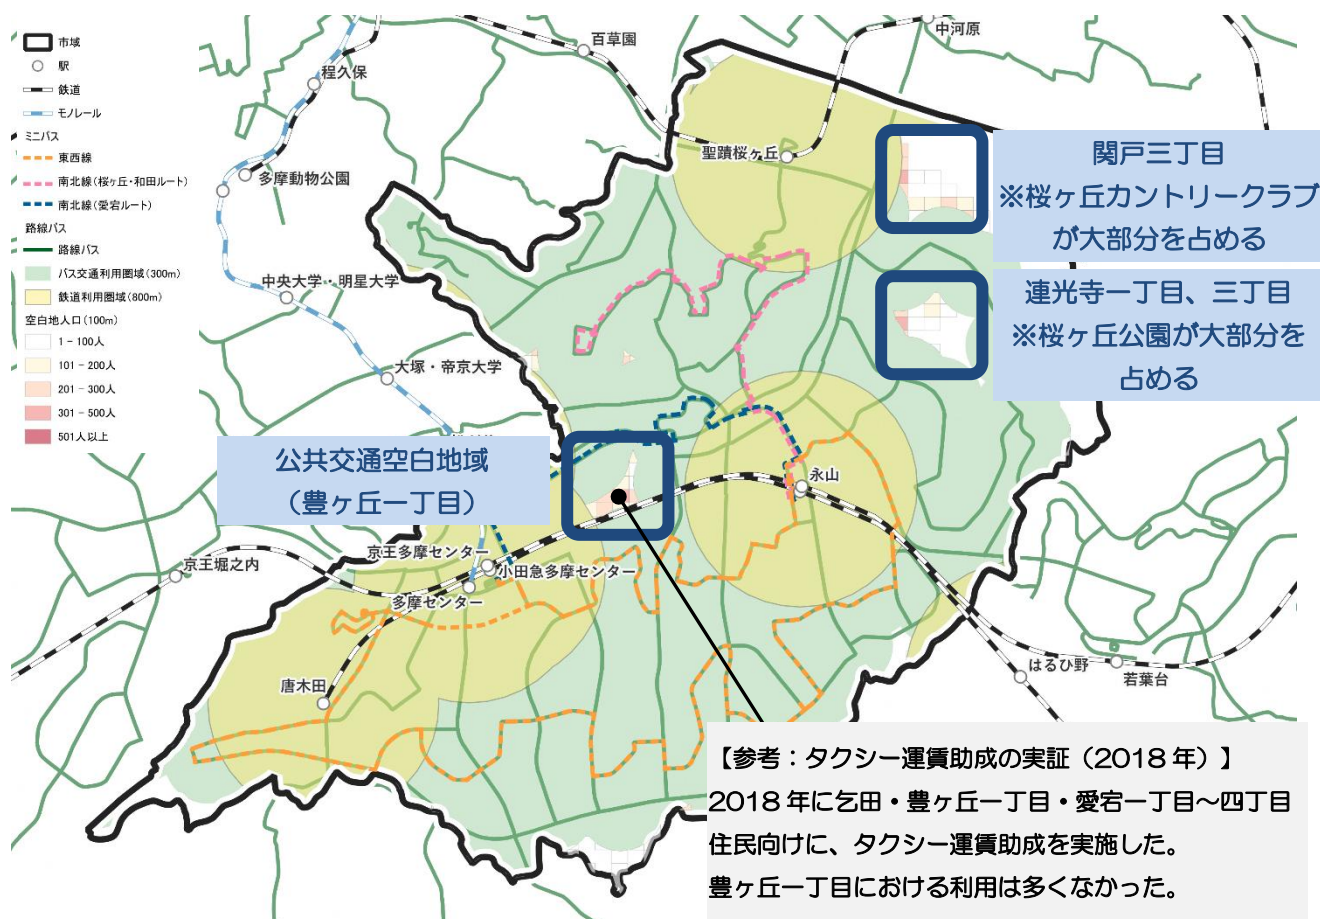 市域
駅
鉄道
モノレール
ミニバス
東西線
南北線(桜ヶ丘・和田ルート)
南北線(愛宕ルート)
路線バス
路線バス
バス交通利用圏域(300m)
鉄道利用圏域(800m)
空白地人口(100m)
1 - 100人
101 - 200人
201 - 300人
301 - 500人
501人以上
百草園
中河原
程久保
聖蹟桜ヶ丘
多摩動物公園
中央大学・明星大学
大塚・帝京大学
関戸三丁目
※桜ヶ丘カントリークラブ
が大部分を占める
連光寺一丁目、三丁目
※桜ヶ丘公園が大部分を
占める
公共交通空白地域
（豊ヶ丘一丁目）
永山
京王多摩センター
小田急多摩センター
多摩センター
京王堀之内
唐木田
はるひ野
若葉台
【参考：タクシー運賃助成の実証（2018 年）】
2018 年に乞田・豊ヶ丘一丁目・愛宕一丁目～四丁目
住民向けに、タクシー運賃助成を実施した。
豊ヶ丘一丁目における利用は多くなかった。